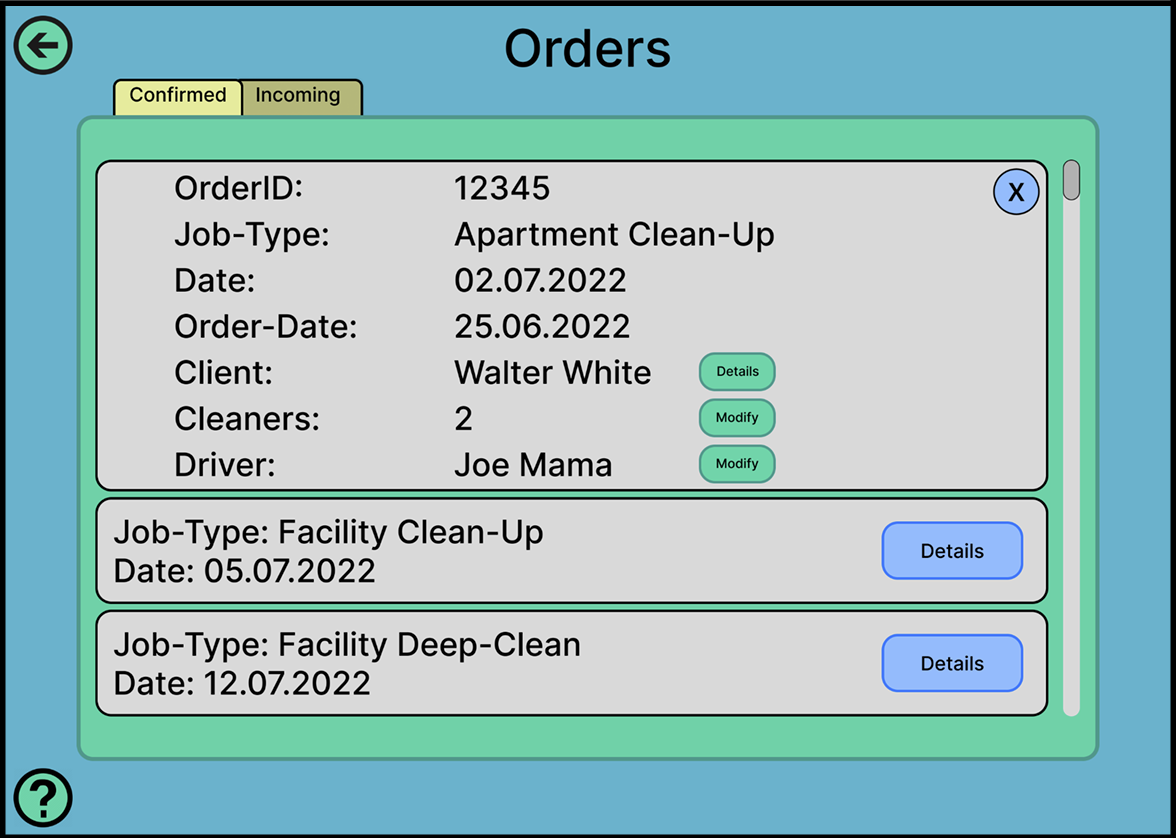 Orders
Confirmed Incoming
OrderID: 12345
X
Job-Type: Apartment Clean-Up
Date: 02.07.2022
Order-Date: 25.06.2022
Client: Walter White Details
Cleaners: 2 Modify
Driver: Joe Mama Modify
Job-Type: Facility Clean-Up
Date: 05.07.2022
Details
Job-Type: Facility Deep-Clean
Date: 12.07.2022
Details
?